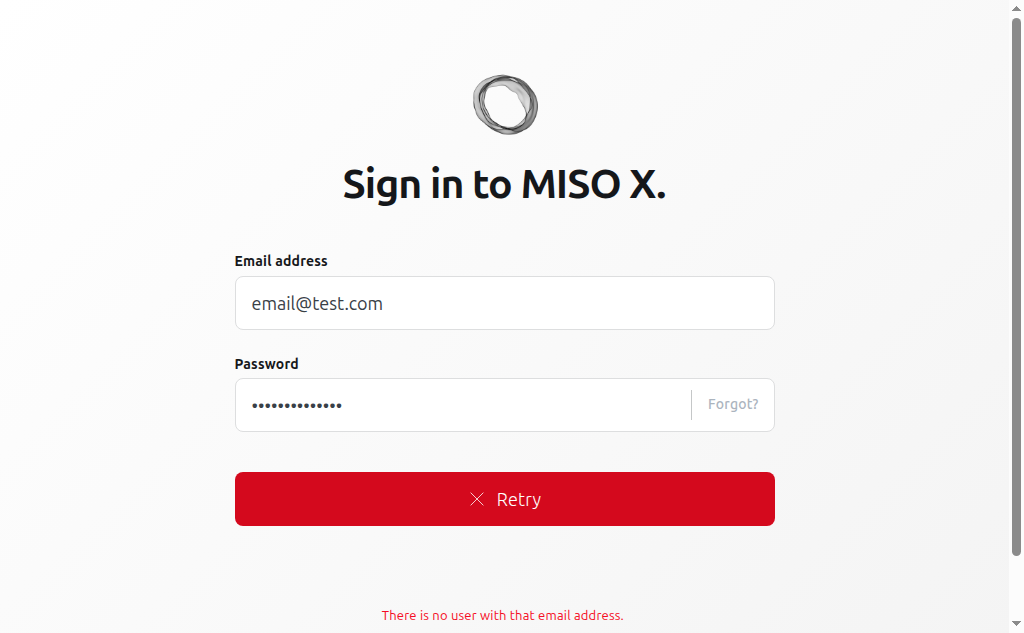 Sign in to MISO X.
Email address
email@test.com
Password
••••••••••••••
Forgot?
Retry
There is no user with that email address.